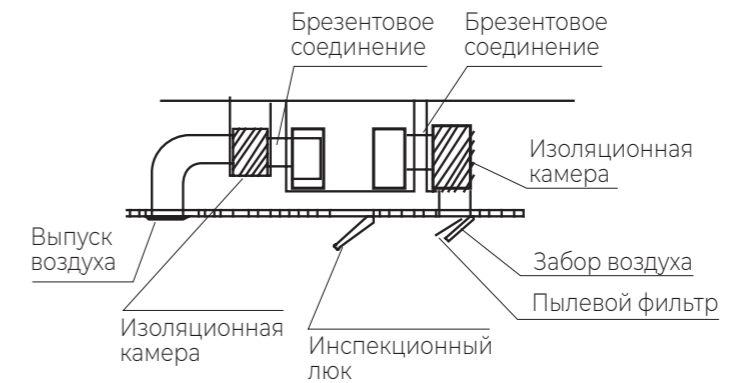 Брезентовое
соединение
Брезентовое
соединение
Изоляционная
камера
Выпуск
воздуха
Забор воздуха
Пылевой фильтр
Изоляционная
камера
Инспекционный
люк